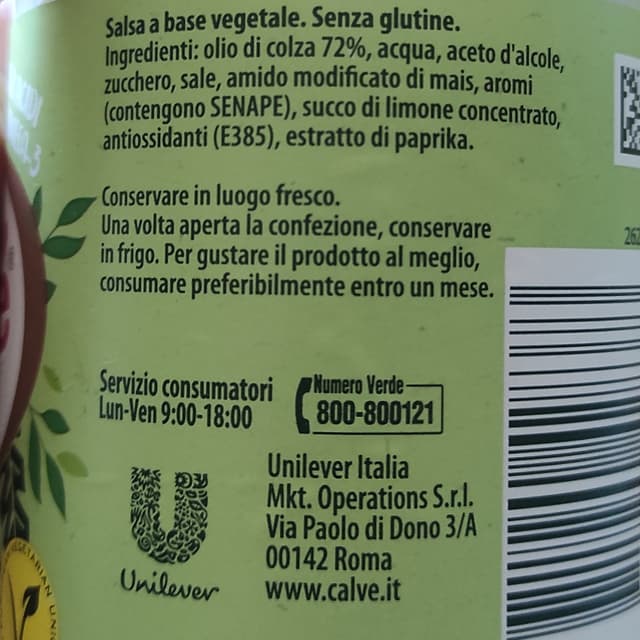 Salsa a base vegetale. Senza glutine.
Ingredienti: olio di colza 72%, acqua, aceto d'alcole,
zucchero, sale, amido modificato di mais, aromi
(contengono SENAPE), succo di limone concentrato,
antiossidanti (E385), estratto di paprika.
Conservare in luogo fresco.
Una volta aperta la confezione, conservare
in frigo. Per gustare il prodotto al meglio,
consumare preferibilmente entro un mese.
Servizio consumatori
Lun-Ven 9:00-18:00
Numero Verde
800-800121
Unilever
Unilever Italia
Mkt. Operations S.r.l.
Via Paolo di Dono 3/A
00142 Roma
www.calve.it